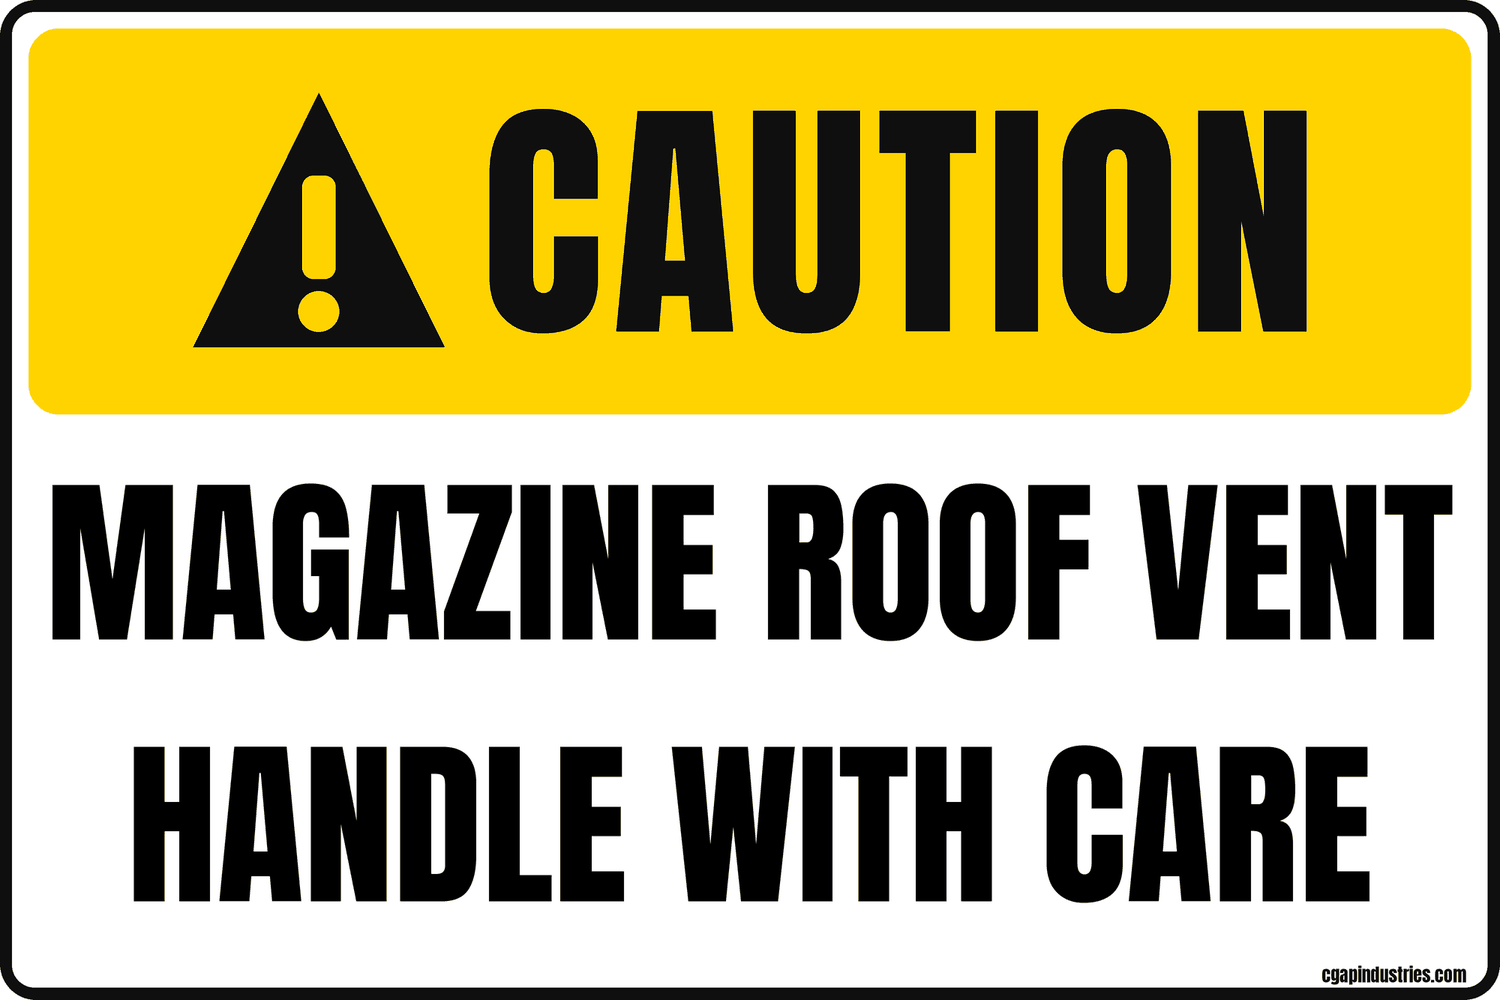 CAUTION
MAGAZINE ROOF VENT
HANDLE WITH CARE
cgapindustries.com